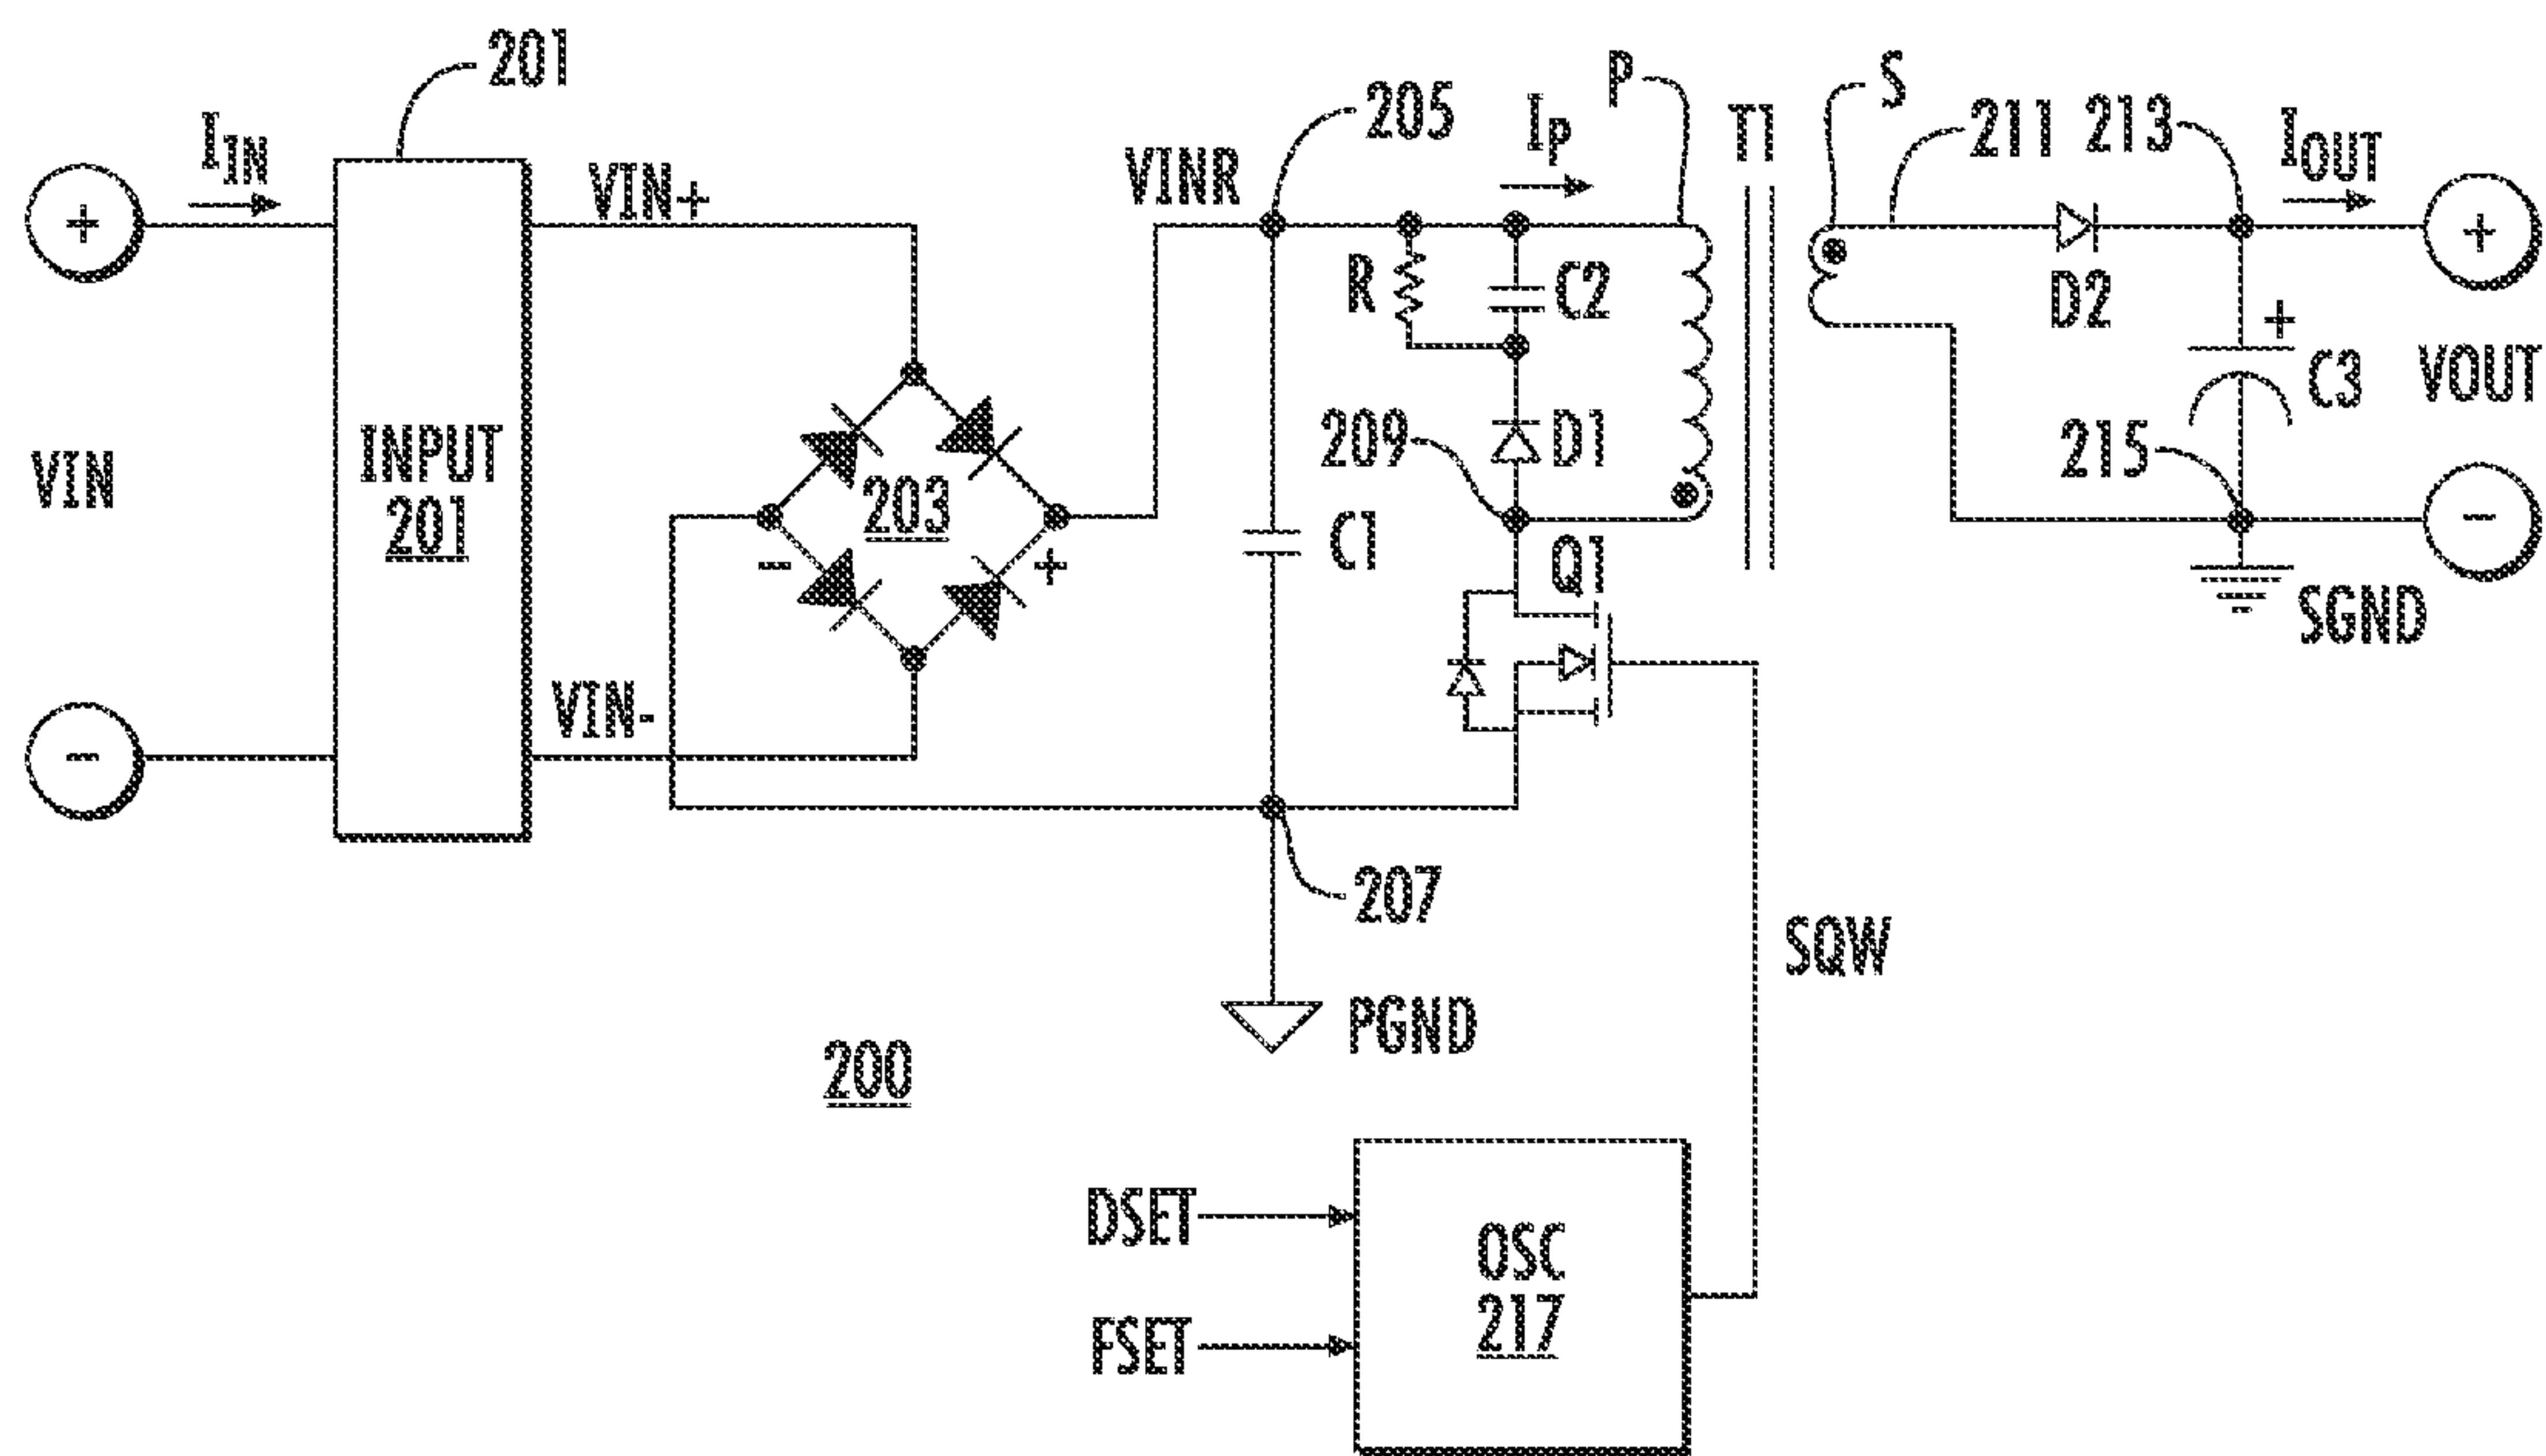 201
I1N
+
VIN
-
INPUT
201
VIN+
VIN-
203
-
+
VINR
205
IP
P
T1
S
211
213
IOUT
R
C2
D2
+
C3
+
VOUT
-
209
D1
C1
Q1
215
SGND
207
PGND
SQW
200
DSET
FSET
OSC
217